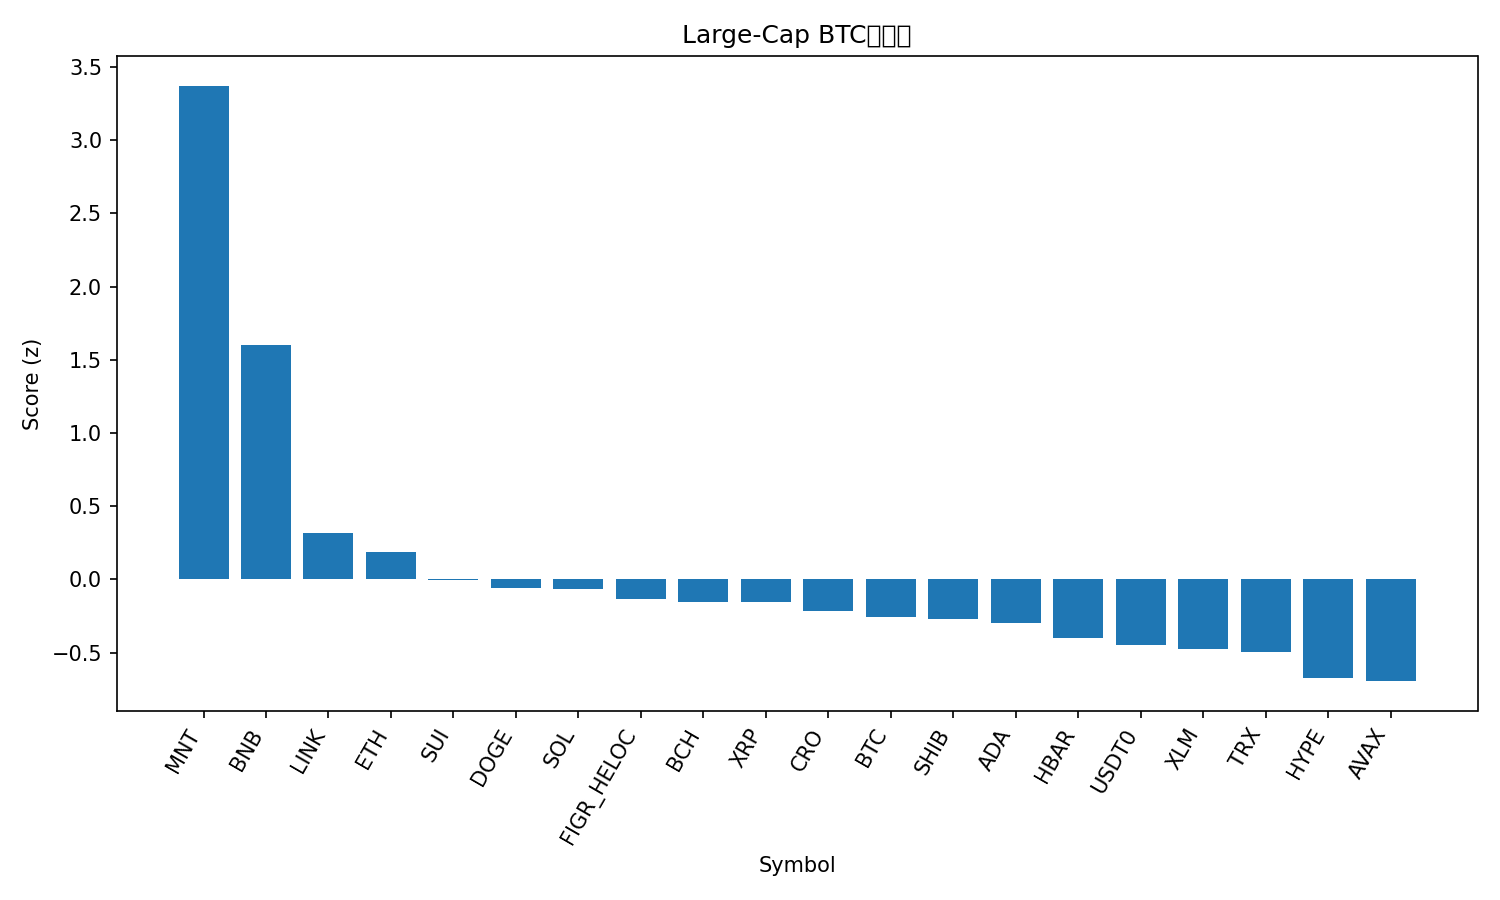 Large-Cap BTC
3.5
3.0
2.5
2.0
1.5
1.0
0.5
0.0
−0.5
Score (z)
MNT
BNB
LINK
ETH
SUI
DOGE
SOL
FIGR_HELOC
BCH
XRP
CRO
BTC
SHIB
ADA
HBAR
USDT0
XLM
TRX
HYPE
AVAX
Symbol